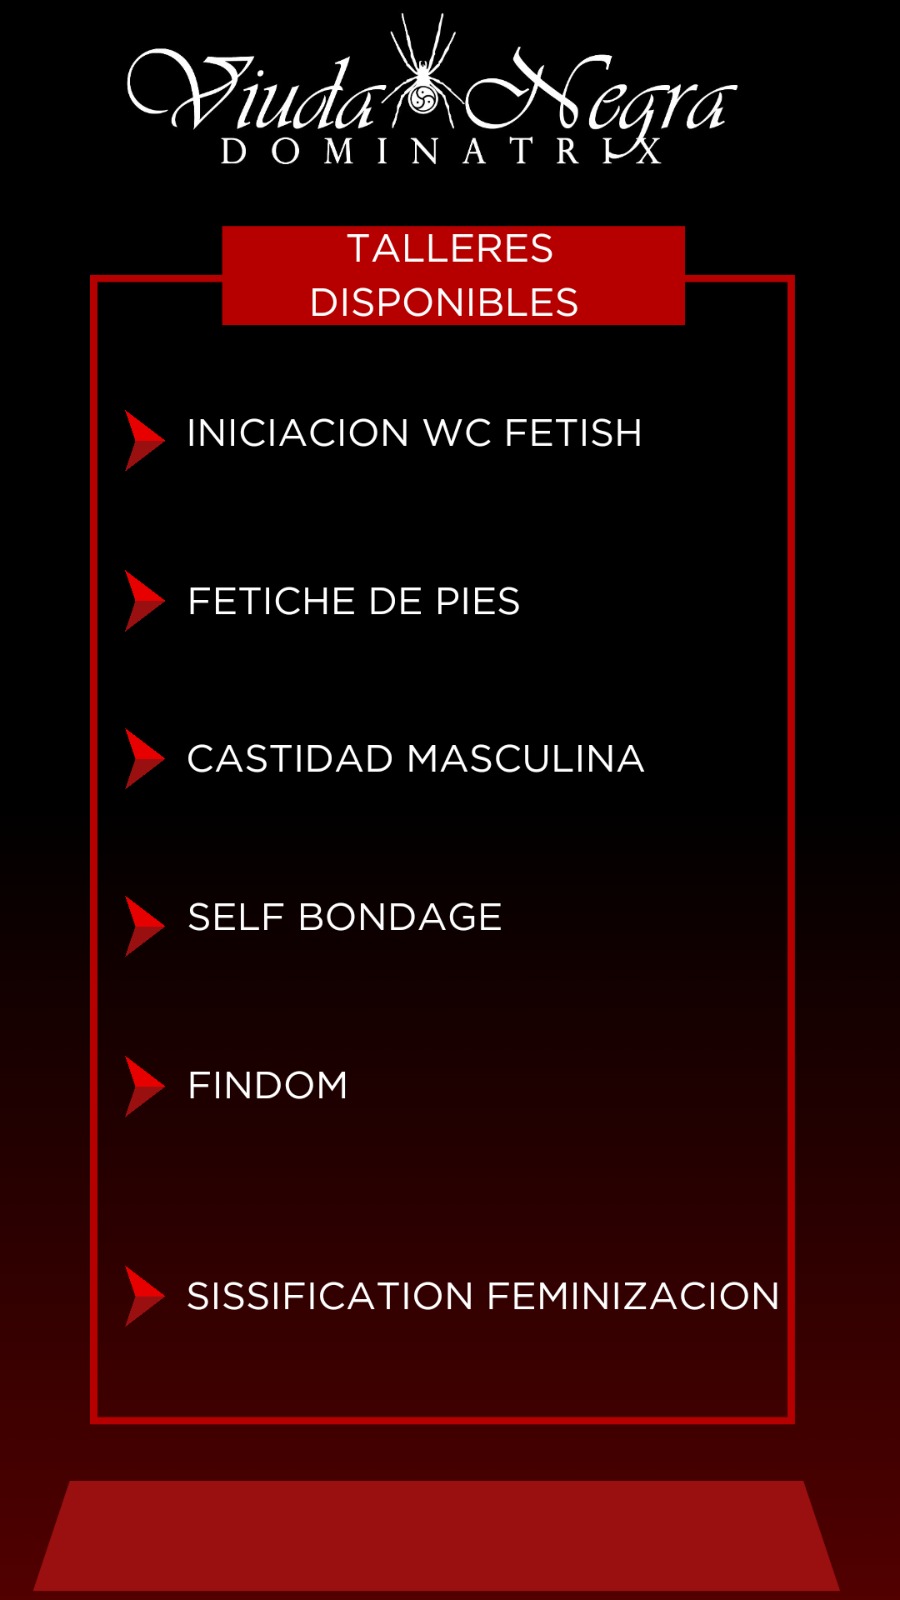 Viuda Negra
DOMINATRIX
TALLERES
DISPONIBLES
INICIACION WC FETISH
FETICHE DE PIES
CASTIDAD MASCULINA
SELF BONDAGE
FINDOM
SISSIFICATION FEMINIZACION